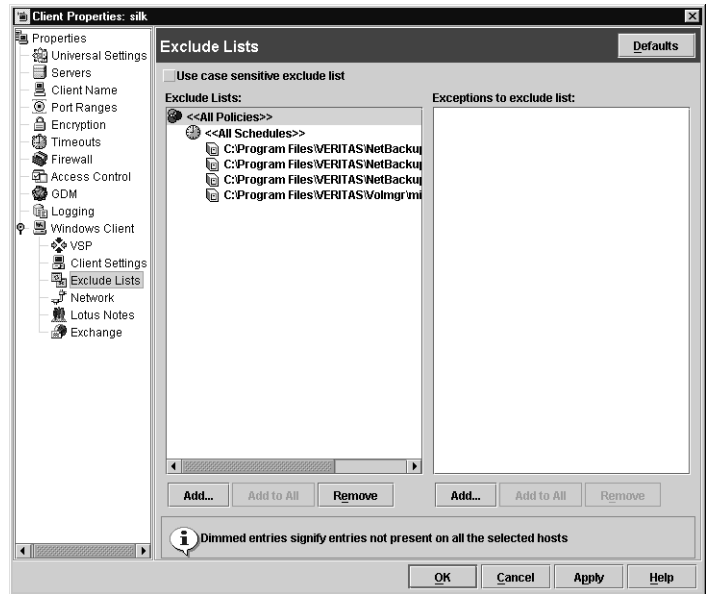 Client Properties: silk
Properties
Universal Settings
Servers
Client Name
Port Ranges
Encryption
Timeouts
Firewall
Access Control
GDM
Logging
Windows Client
VSP
Client Settings
Exclude Lists
Network
Lotus Notes
Exchange
Exclude Lists
Defaults
Use case sensitive exclude list
Exclude Lists:
<<All Policies>>
<<All Schedules>>
C:\Program Files\VERITAS\NetBackup
C:\Program Files\VERITAS\NetBackup
C:\Program Files\VERITAS\NetBackup
C:\Program Files\VERITAS\Volmgr\mi
Add...
Add to All
Remove
Exceptions to exclude list:
Add...
Add to All
Remove
Dimmed entries signify entries not present on all the selected hosts
OK
Cancel
Apply
Help